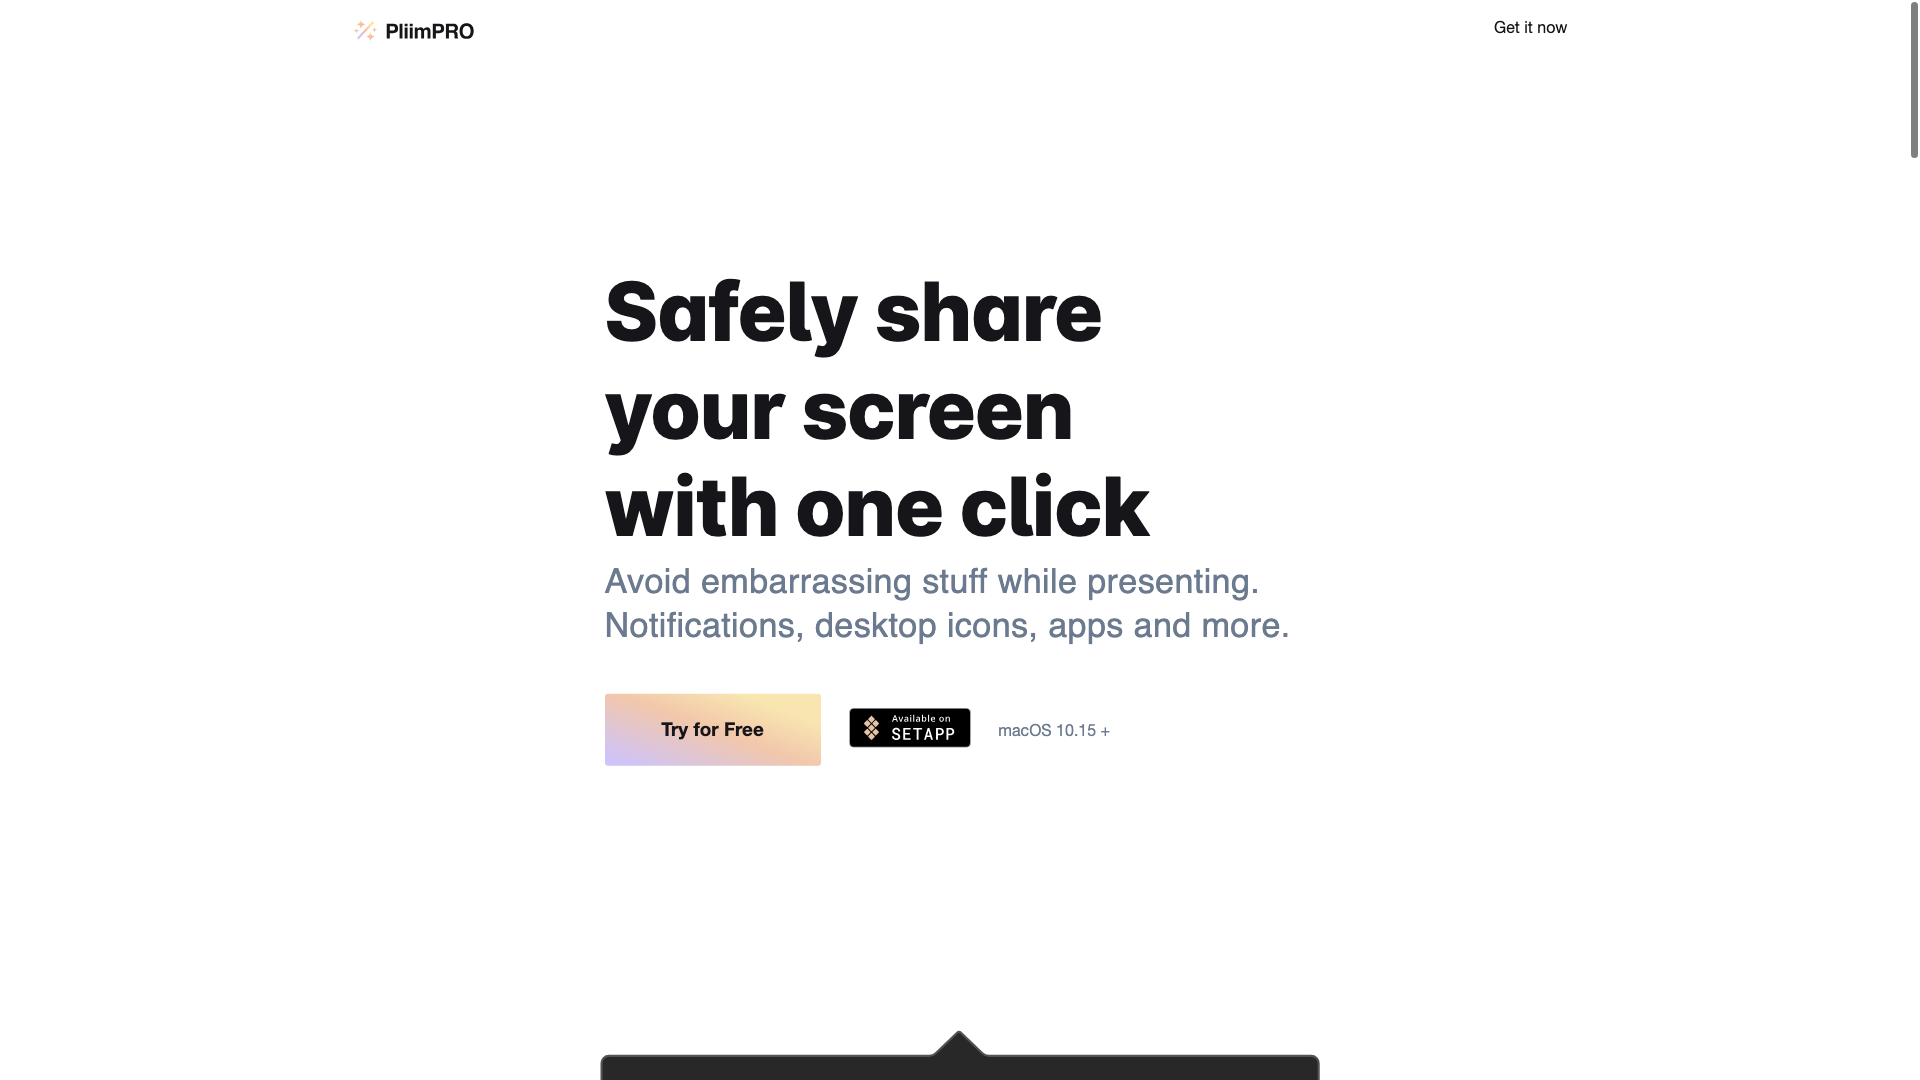 PliimPRO
Get it now
Safely share
your screen
with one click
Avoid embarrassing stuff while presenting.
Notifications, desktop icons, apps and more.
Try for Free
Available on
SETAPP
macOS 10.15 +